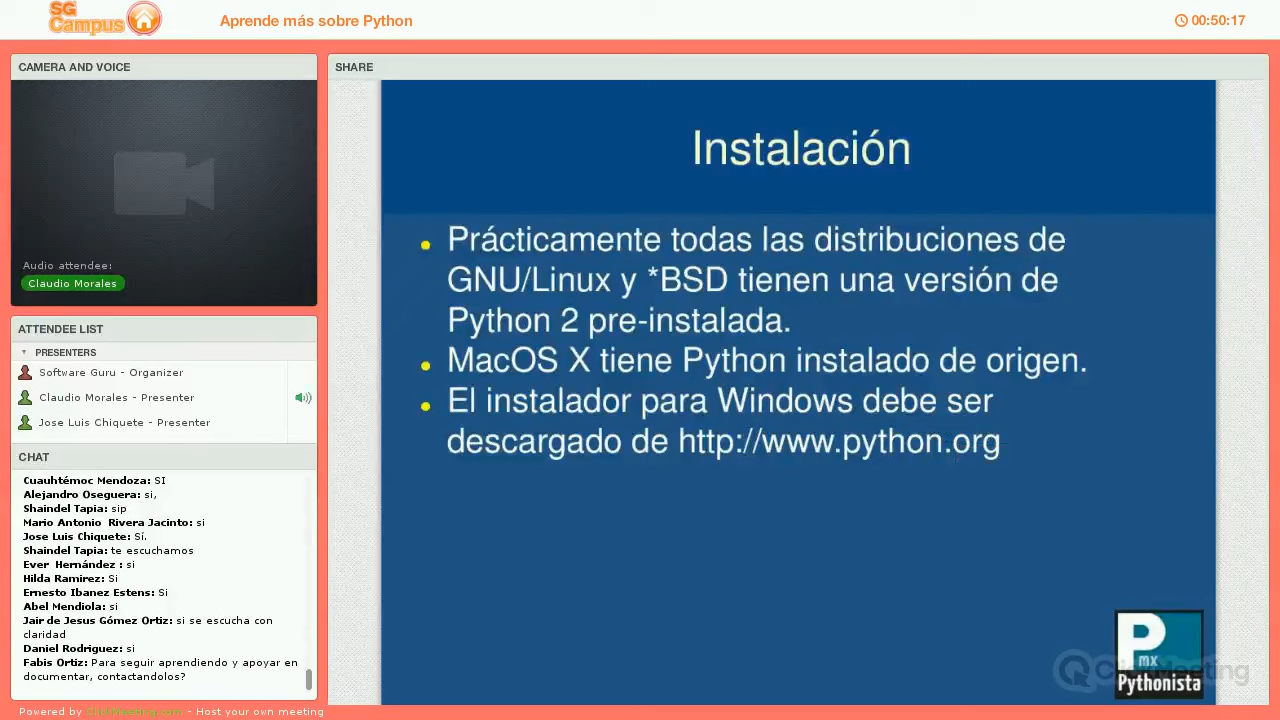 SG Campus
Aprende más sobre Python
00:50:17
CAMERA AND VOICE
Audio attendee:
Claudio Morales
ATTENDEE LIST
PRESENTERS
Software Guru - Organizer
Claudio Morales - Presenter
Jose Luis Chiquete - Presenter
CHAT
Cuauhtémoc Mendoza: SI
Alejandro Oseguera: si,
Shaindel Tapia: sip
Mario Antonio Rivera Jacinto: si
Jose Luis Chiquete: Sí.
Shaindel Tapia: te escuchamos
Ever Hernández : si
Hilda Ramirez: Si
Ernesto Ibanez Estens: Si
Abel Mendiola: si
Jair de Jesus Gómez Ortiz: si se escucha con
claridad
Daniel Rodriguez: si
Fabis Ortiz: Para seguir aprendiendo y apoyar en
documentar, contactandolos?
Powered by ClickMeeting.com - Host your own meeting
SHARE
Instalación
Prácticamente todas las distribuciones de
GNU/Linux y *BSD tienen una versión de
Python 2 pre-instalada.
MacOS X tiene Python instalado de origen.
El instalador para Windows debe ser
descargado de http://www.python.org
P
mx
Pythonista
ClickMeeting